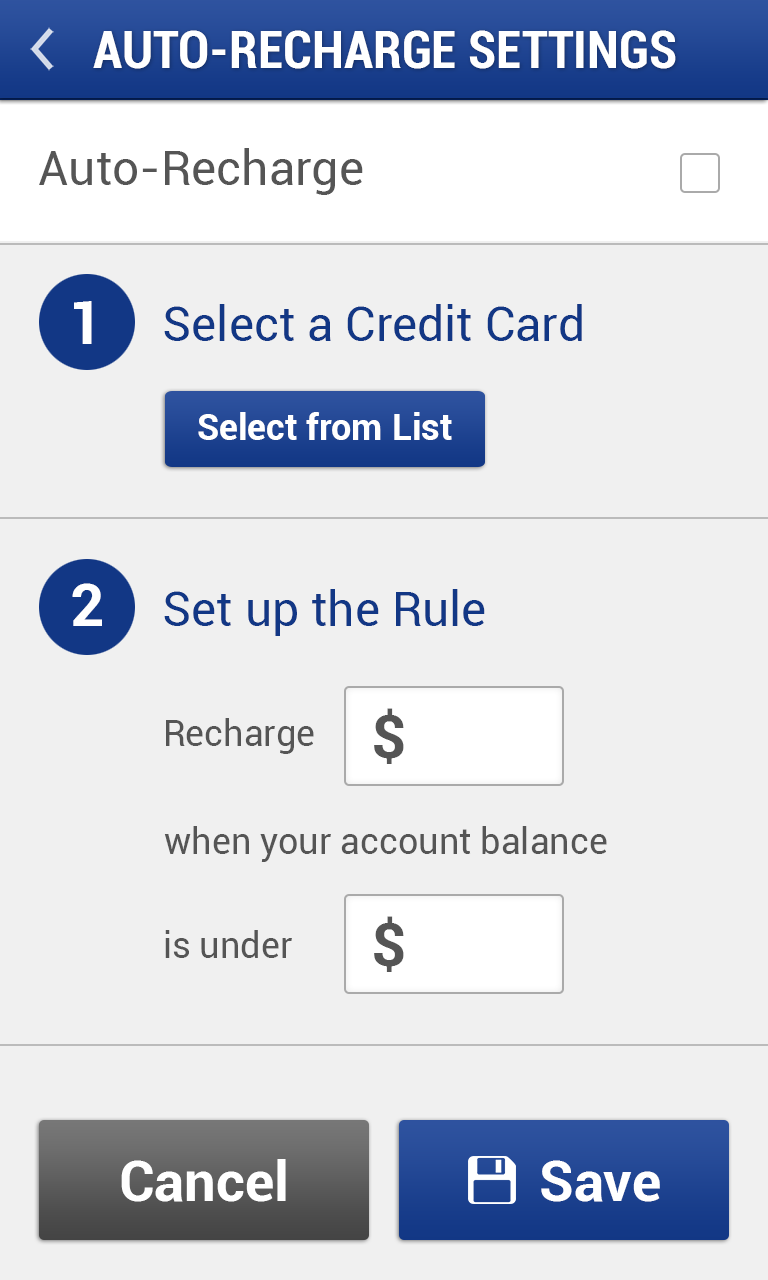 AUTO-RECHARGE SETTINGS
Auto-Recharge
1 Select a Credit Card
Select from List
2 Set up the Rule
Recharge $
when your account balance
is under $
Cancel Save